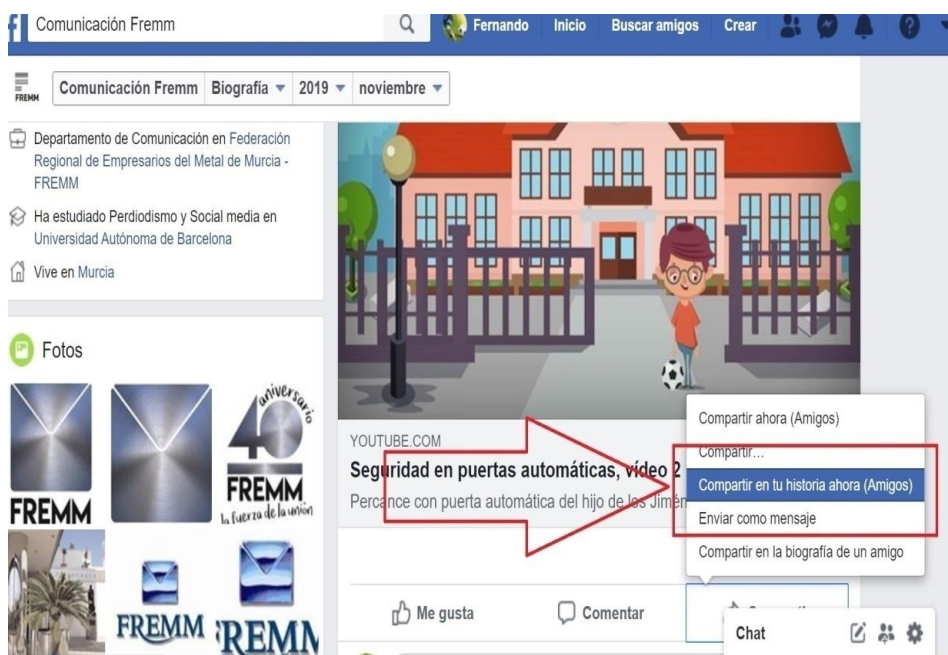 Comunicación Fremm
Fernando Inicio Buscar amigos Crear
FREMM
Comunicación Fremm Biografía 2019 noviembre
Departamento de Comunicación en Federación
Regional de Empresarios del Metal de Murcia -
FREMM
Ha estudiado Perdiodismo y Social media en
Universidad Autónoma de Barcelona
Vive en Murcia
Fotos
FREMM
40 aniversario
FREMM
la fuerza de la unión
FREMM
FREMM
YOUTUBE.COM
Seguridad en puertas automáticas, vídeo 2
Percance con puerta automática del hijo de los Jimén
Compartir ahora (Amigos)
Compartir…
Compartir en tu historia ahora (Amigos)
Enviar como mensaje
Compartir en la biografía de un amigo
Me gusta Comentar
Chat